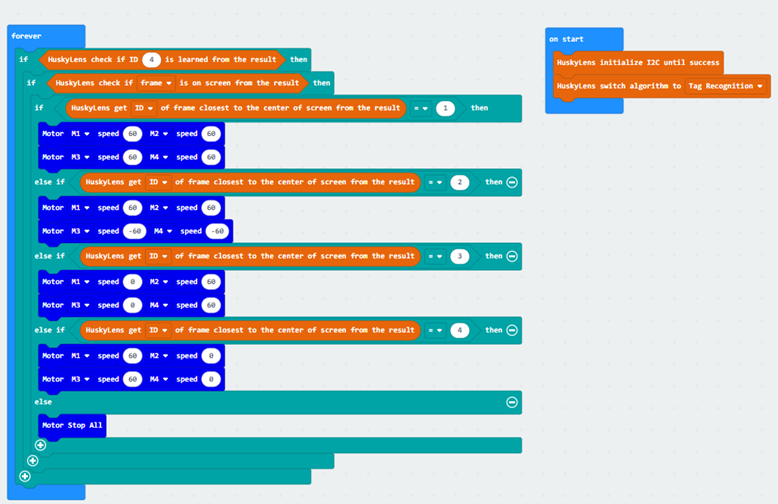 forever
if HuskyLens check if ID 4 is learned from the result then
if HuskyLens check if frame is on screen from the result then
if HuskyLens get ID of frame closest to the center of screen from the result = 1 then
Motor M1 speed 60 M2 speed 60
Motor M3 speed 60 M4 speed 60
else if HuskyLens get ID of frame closest to the center of screen from the result = 2 then
Motor M1 speed 60 M2 speed 60
Motor M3 speed -60 M4 speed -60
else if HuskyLens get ID of frame closest to the center of screen from the result = 3 then
Motor M1 speed 0 M2 speed 60
Motor M3 speed 0 M4 speed 60
else if HuskyLens get ID of frame closest to the center of screen from the result = 4 then
Motor M1 speed 60 M2 speed 0
Motor M3 speed 60 M4 speed 0
else
Motor Stop All
on start
HuskyLens initialize I2C until success
HuskyLens switch algorithm to Tag Recognition